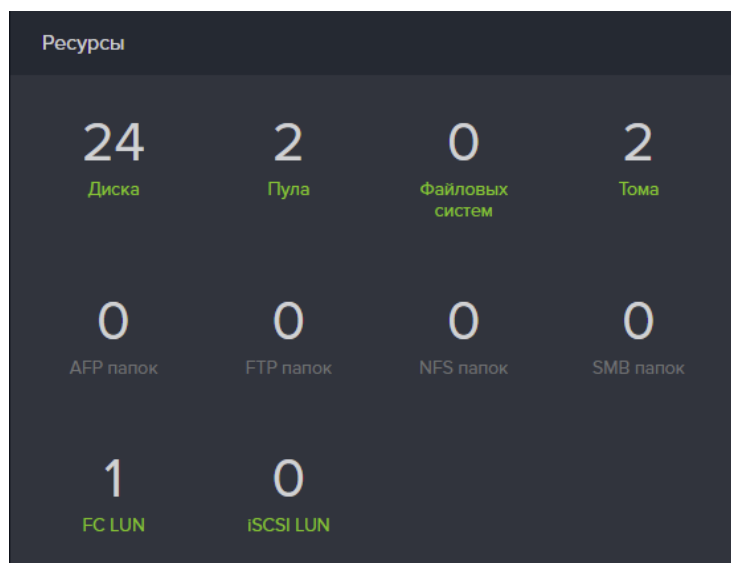 Ресурсы
24 2 0 2
Диска Пула Файловых систем Тома
0 0 0 0
AFP папок FTP папок NFS папок SMB папок
1 0
FC LUN iSCSI LUN